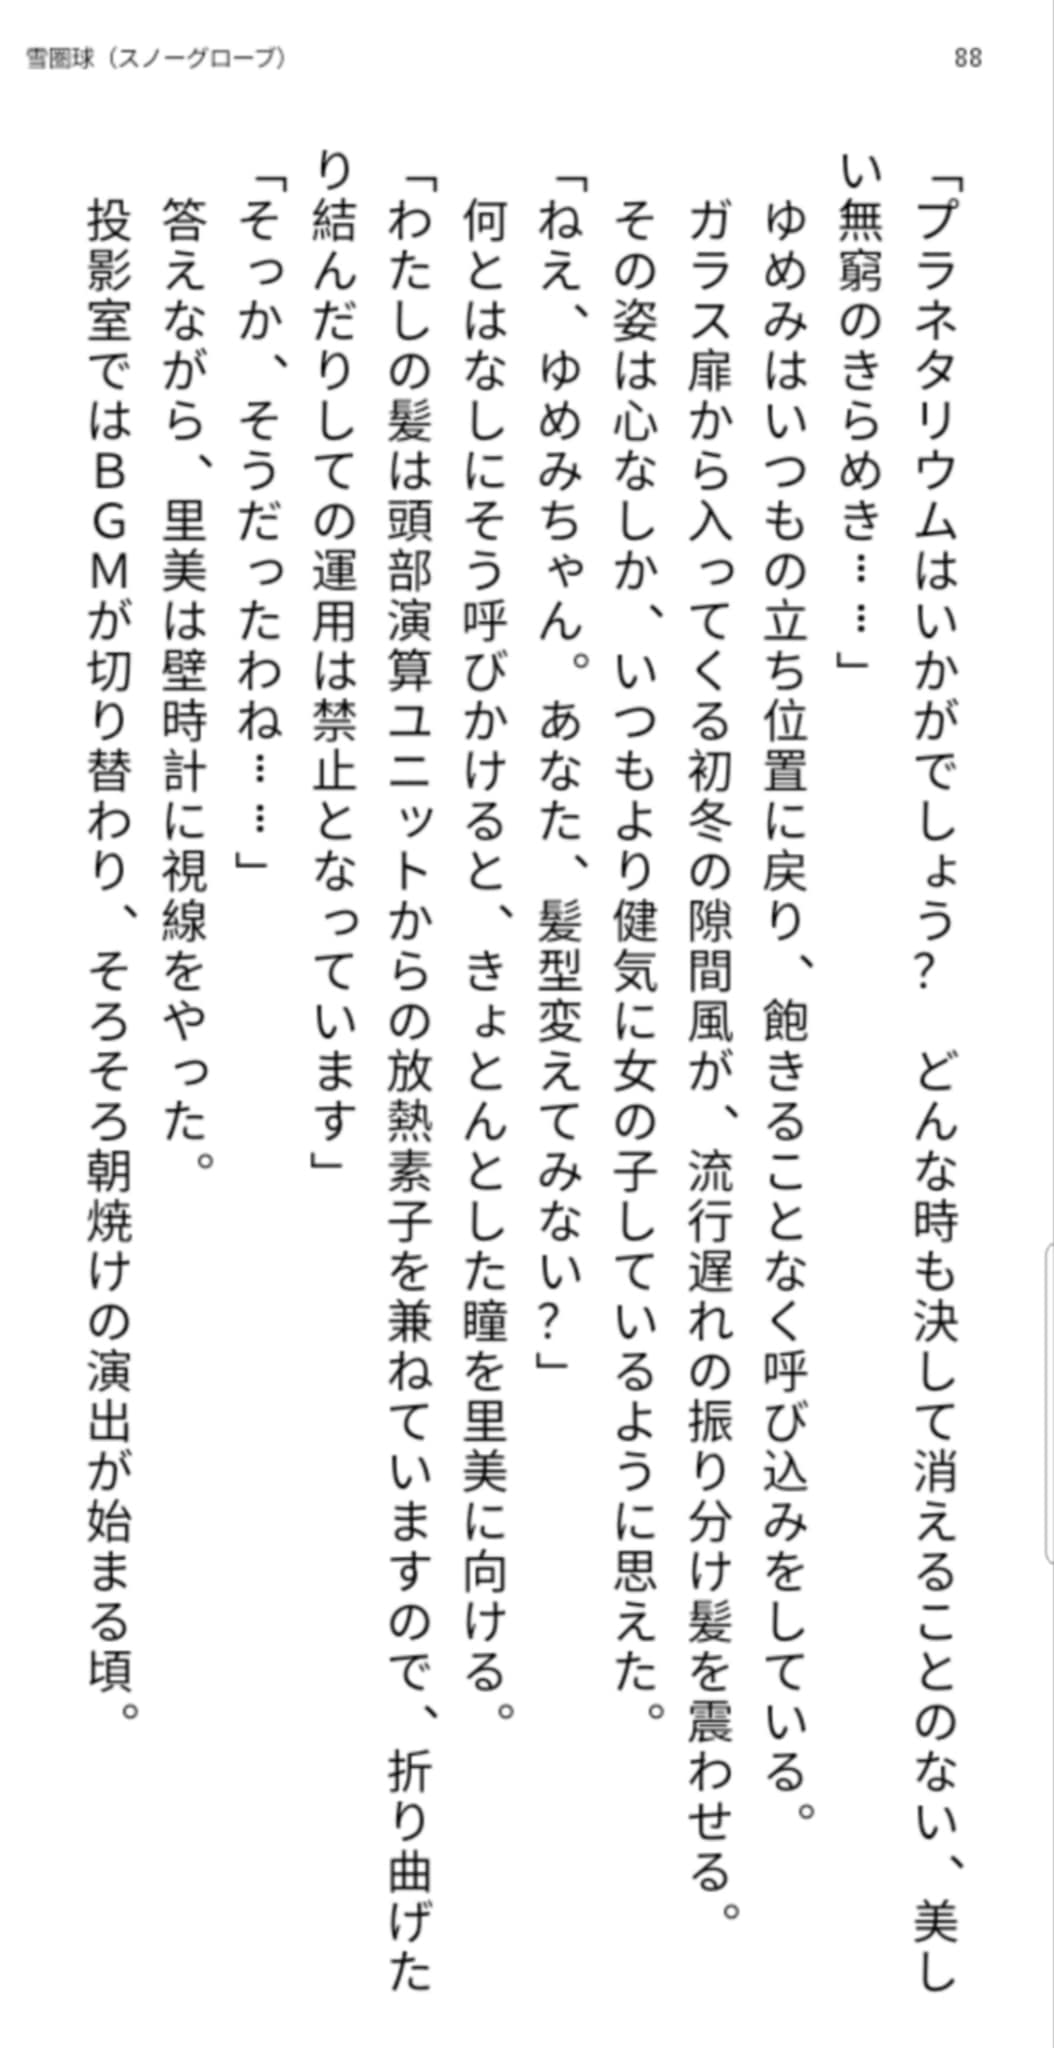 雪圏球（スノーグローブ）
88
「プラネタリウムはいかがでしょう？　どんな時も決して消えることのない、美し
い無窮のきらめき……」
ゆめみはいつもの立ち位置に戻り、飽きることなく呼び込みをしている。
ガラス扉から入ってくる初冬の隙間風が、流行遅れの振り分け髪を震わせる。
その姿は心なしか、いつもより健気に女の子しているように思えた。
「ねえ、ゆめみちゃん。あなた、髪型変えてみない？」
何とはなしにそう呼びかけると、きょとんとした瞳を里美に向ける。
「わたしの髪は頭部演算ユニットからの放熱素子を兼ねていますので、折り曲げた
り結んだりしての運用は禁止となっています」
「そっか、そうだったわね……」
答えながら、里美は壁時計に視線をやった。
投影室ではＢＧＭが切り替わり、そろそろ朝焼けの演出が始まる頃。